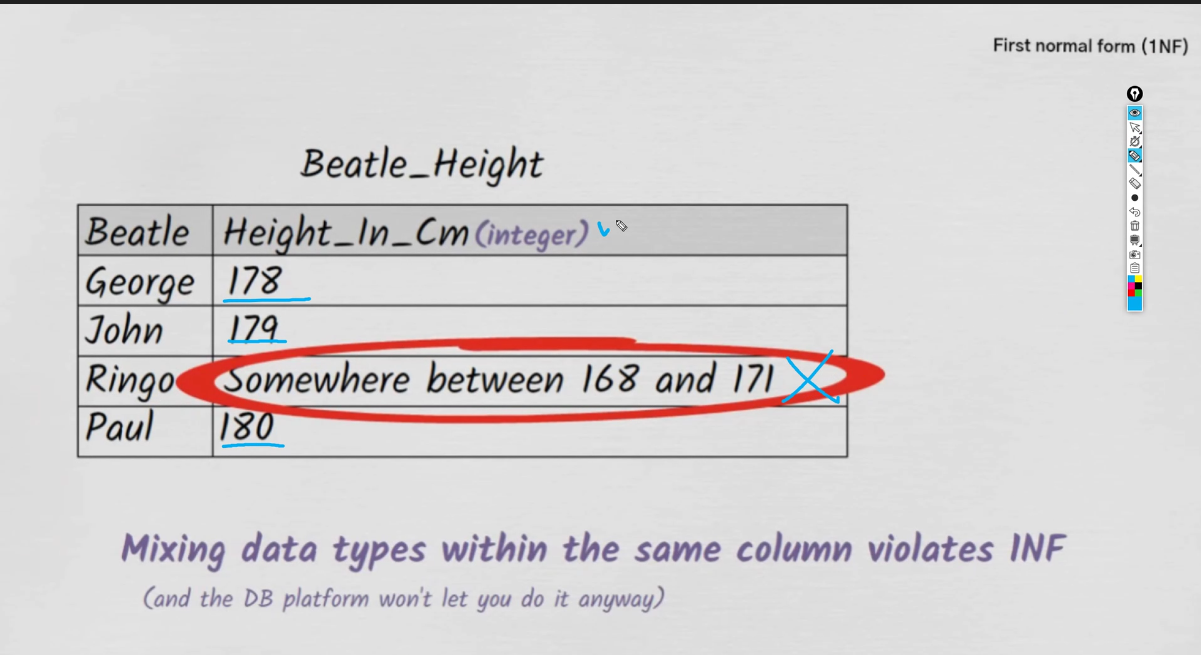 First normal form (1NF)
Beatle_Height
Beatle Height_In_Cm (integer)
George 178
John 179
Ringo Somewhere between 168 and 171
Paul 180
Mixing data types within the same column violates 1NF
(and the DB platform won't let you do it anyway)